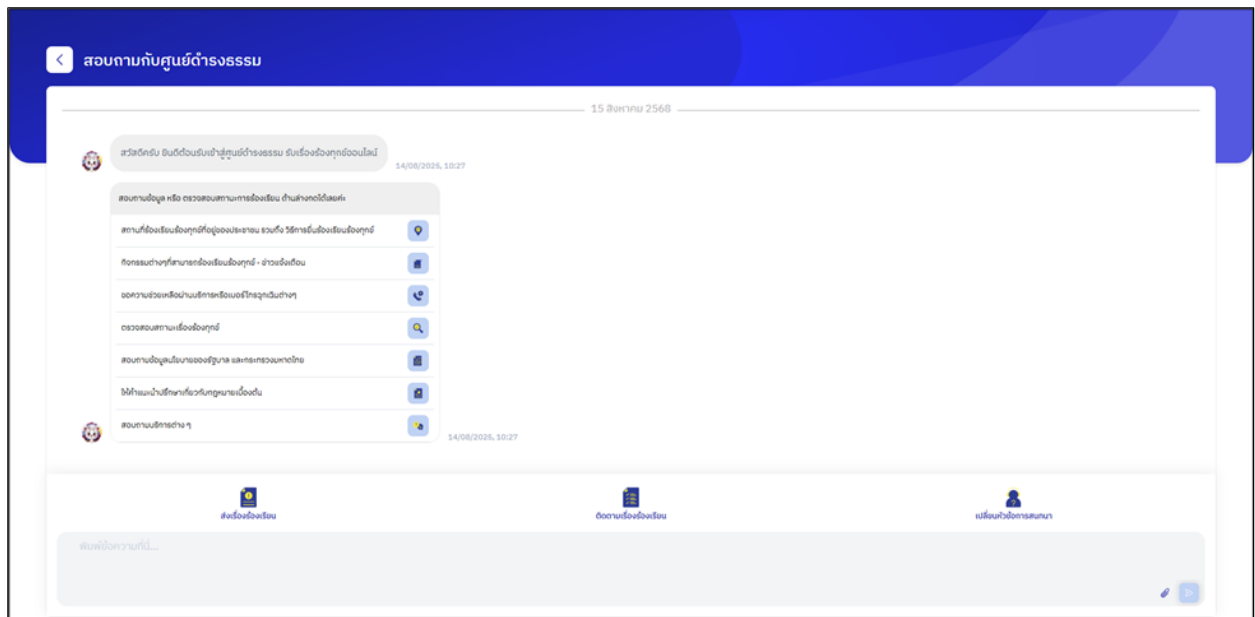 สอบถามกับศูนย์ดำรงธรรม
15 สิงหาคม 2568
สวัสดีครับ ยินดีต้อนรับเข้าสู่ศูนย์ดำรงธรรม รับเรื่องร้องทุกข์ออนไลน์
14/08/2025, 10:27
สอบถามข้อมูล หรือ ตรวจสอบสถานะการร้องเรียน ด้านล่างกดได้เลยค่ะ
สถานที่ร้องเรียนร้องทุกข์ที่อยู่ของประชาชน รวมถึง วิธีการยื่นร้องเรียนร้องทุกข์
กิจกรรมต่างๆที่สามารถร้องเรียนร้องทุกข์ - ข่าวแจ้งเตือน
ขอความช่วยเหลือผ่านบริการหรือเบอร์โทรฉุกเฉินต่างๆ
ตรวจสอบสถานะเรื่องร้องทุกข์
สอบถามข้อมูลนโยบายของรัฐบาล และกระทรวงมหาดไทย
ให้คำแนะนำปรึกษาเกี่ยวกับกฎหมายเบื้องต้น
สอบถามบริการต่าง ๆ
14/08/2025, 10:27
ส่งเรื่องร้องเรียน
ติดตามเรื่องร้องเรียน
เปลี่ยนหัวข้อการสนทนา
พิมพ์ข้อความที่นี่...